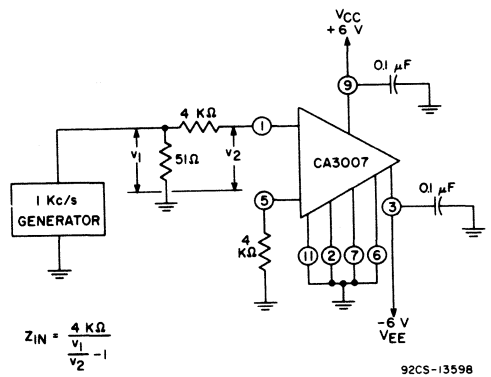 VCC
+6 V
0.1 μF
9
4 KΩ
1
v1
51Ω
v2
CA3007
1 Kc/s
GENERATOR
5
0.1 μF
3
4
KΩ
11
2
7
6
-6 V
VEE
ZIN = 4 KΩ
v1
v2 -1
92CS-13598